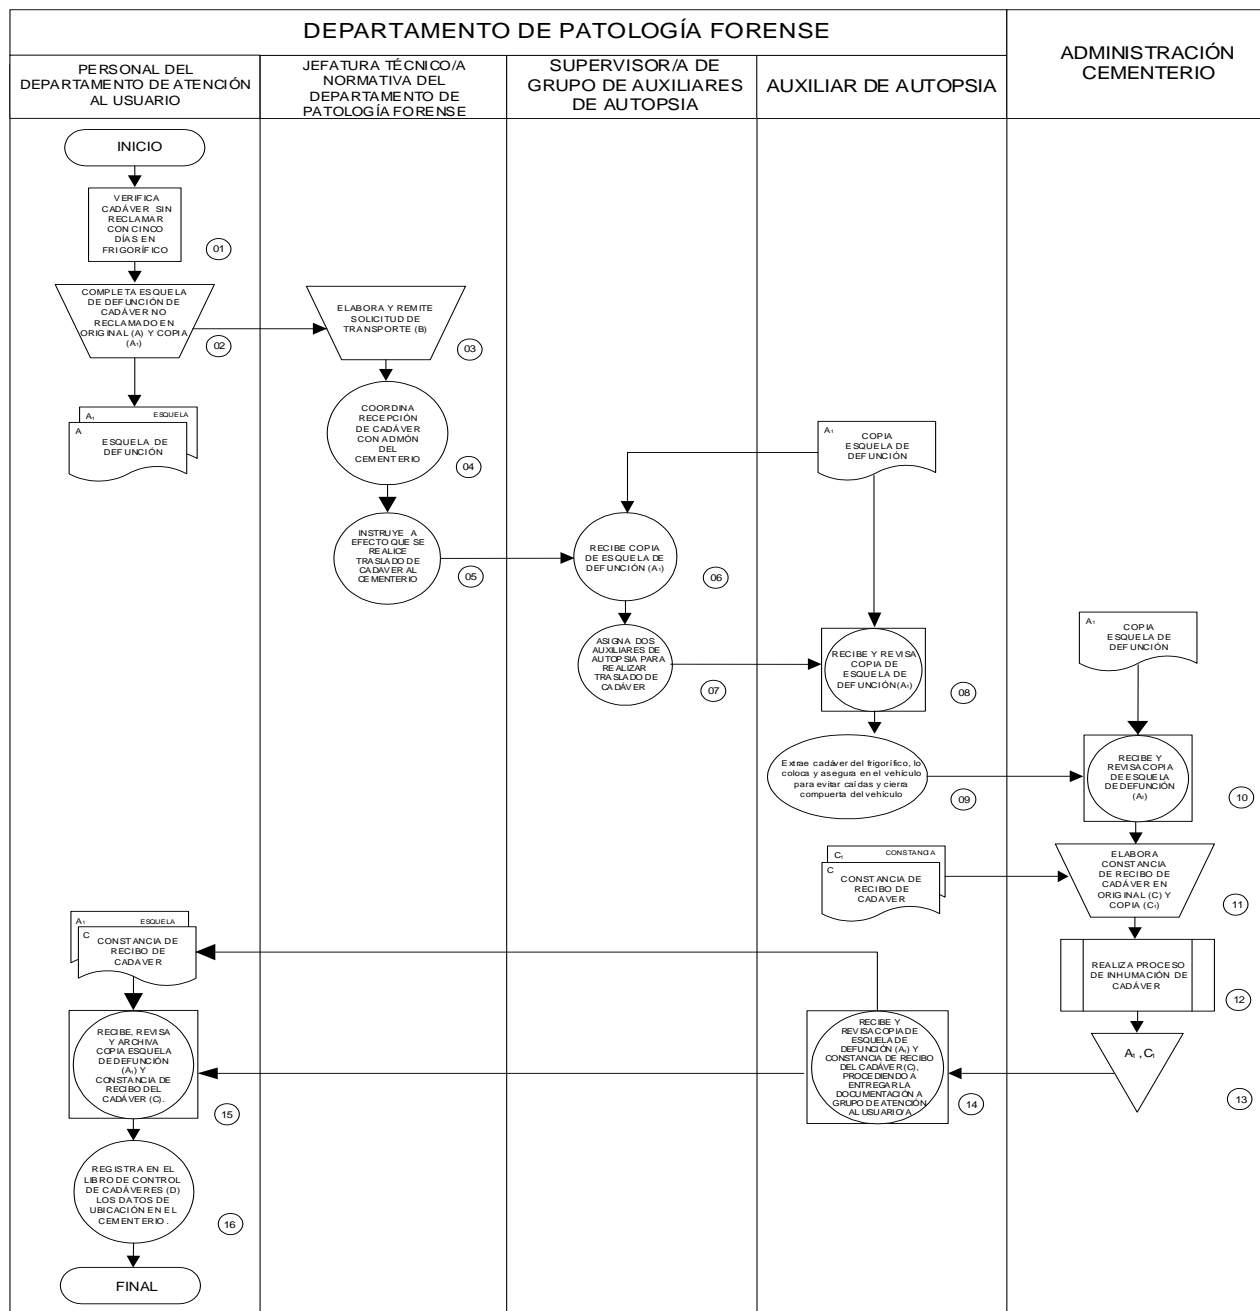 DEPARTAMENTO DE PATOLOGÍA FORENSE
ADMINISTRACIÓN
CEMENTERIO
PERSONAL DEL
DEPARTAMENTO DE ATENCIÓN
AL USUARIO
JEFATURA TÉCNICO/A
NORMATIVA DEL
DEPARTAMENTO DE
PATOLOGÍA FORENSE
SUPERVISOR/A DE
GRUPO DE AUXILIARES
DE AUTOPSIA
AUXILIAR DE AUTOPSIA
INICIO
VERIFICA
CADÁVER SIN
RECLAMAR
CON CINCO
DÍAS EN
FRIGORÍFICO
01
COMPLETA ESQUELA
DE DEFUNCIÓN DE
CADÁVER NO
RECLAMADO EN
ORIGINAL (A) Y COPIA
(A1)
02
ELABORA Y REMITE
SOLICITUD DE
TRANSPORTE (B)
03
A1 ESQUELA
A
ESQUELA DE
DEFUNCIÓN
COORDINA
RECEPCIÓN
DE CADÁVER
CON ADMÓN
DEL
CEMENTERIO
04
A1
COPIA
ESQUELA DE
DEFUNCIÓN
INSTRUYE A
EFECTO QUE SE
REALICE
TRASLADO DE
CADAVER AL
CEMENTERIO
05
RECIBE COPIA
DE ESQUELA DE
DEFUNCIÓN (A1)
06
ASIGNA DOS
AUXILIARES DE
AUTOPSIA PARA
REALIZAR
TRASLADO DE
CADÁVER
07
RECIBE Y REVISA
COPIA DE
ESQUELA DE
DEFUNCIÓN (A1)
08
A1
COPIA
ESQUELA DE
DEFUNCIÓN
Extrae cadáver del frigorífico, lo
coloca y asegura en el vehículo
para evitar caídas y cierra
compuerta del vehículo
09
RECIBE Y
REVISA COPIA
DE ESQUELA
DE DEFUNCIÓN
10
C1 CONSTANCIA
C
CONSTANCIA DE
RECIBO DE
CADAVER
ELABORA
CONSTANCIA
DE RECIBO DE
CADÁVER EN
ORIGINAL (C) Y
COPIA (C1)
11
A1 ESQUELA
C
CONSTANCIA DE
RECIBO DE
CADAVER
REALIZA PROCESO
DE INHUMACIÓN DE
CADÁVER
12
RECIBE, REVISA
Y ARCHIVA
COPIA ESQUELA
DE DEFUNCIÓN
(A1) Y
CONSTANCIA DE
RECIBO DEL
CADÁVER (C).
15
RECIBE Y
REVISA COPIA DE
ESQUELA DE
DEFUNCIÓN (A1) Y
CONSTANCIA DE RECIBO
DEL CADÁVER (C),
PROCEDIENDO A
ENTREGAR LA
DOCUMENTACIÓN A
GRUPO DE ATENCIÓN
AL USUARIO/A
14
A1 , C1
13
REGISTRA EN EL
LIBRO DE CONTROL
DE CADÁVERES (D)
LOS DATOS DE
UBICACIÓN EN EL
CEMENTERIO .
16
FINAL